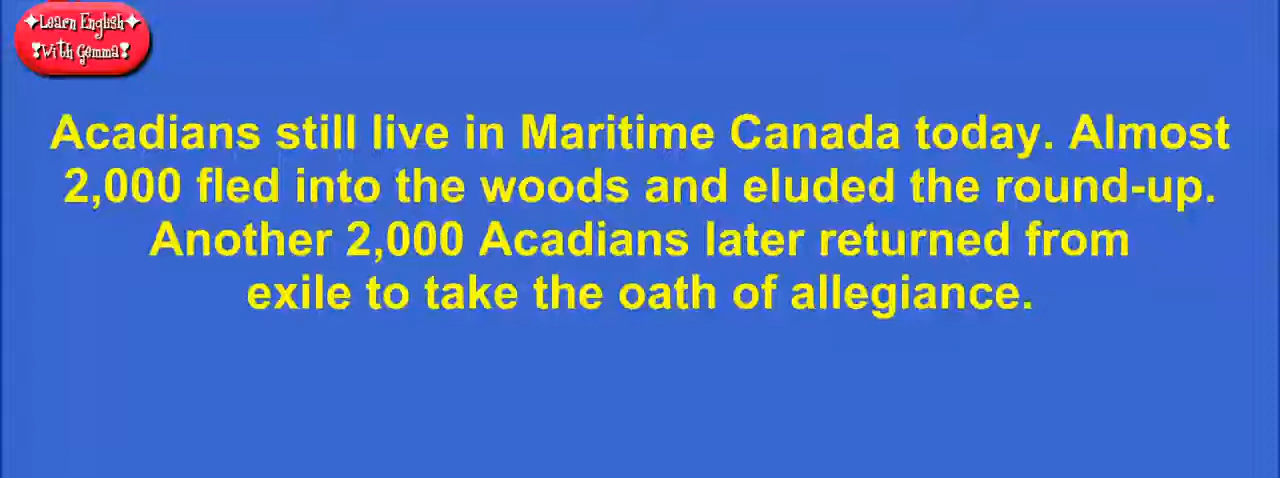 Learn English
With Gemma
Acadians still live in Maritime Canada today. Almost
2,000 fled into the woods and eluded the round-up.
Another 2,000 Acadians later returned from
exile to take the oath of allegiance.